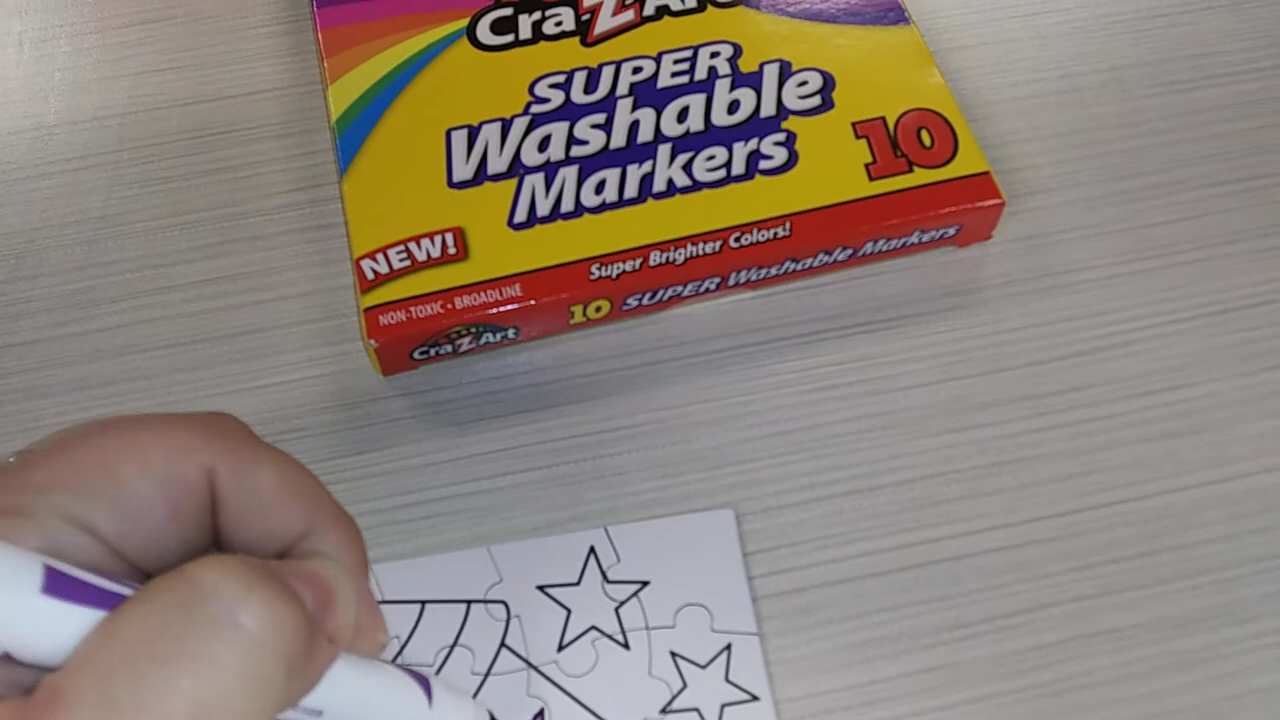 Cra-Z-Art
SUPER
Washable
Markers
10
NEW!
Super Brighter Colors!
NON-TOXIC • BROADLINE
10 SUPER Washable Markers
Cra-Z-Art